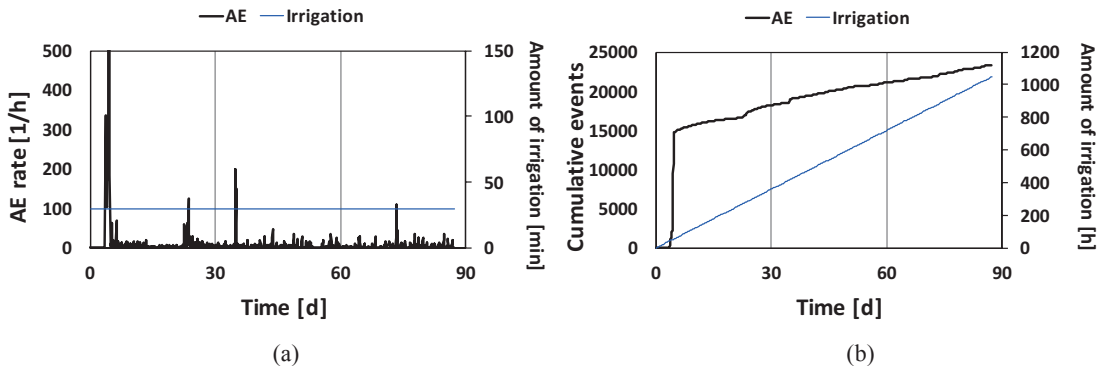 AE Irrigation
500
400
300
200
100
0
AE rate [1/h]
150
100
50
0
Amount of irrigation [min]
0 30 60 90
Time [d]
(a)
AE Irrigation
25000
20000
15000
10000
5000
0
Cumulative events
1200
1000
800
600
400
200
0
Amount of irrigation [h]
0 30 60 90
Time [d]
(b)